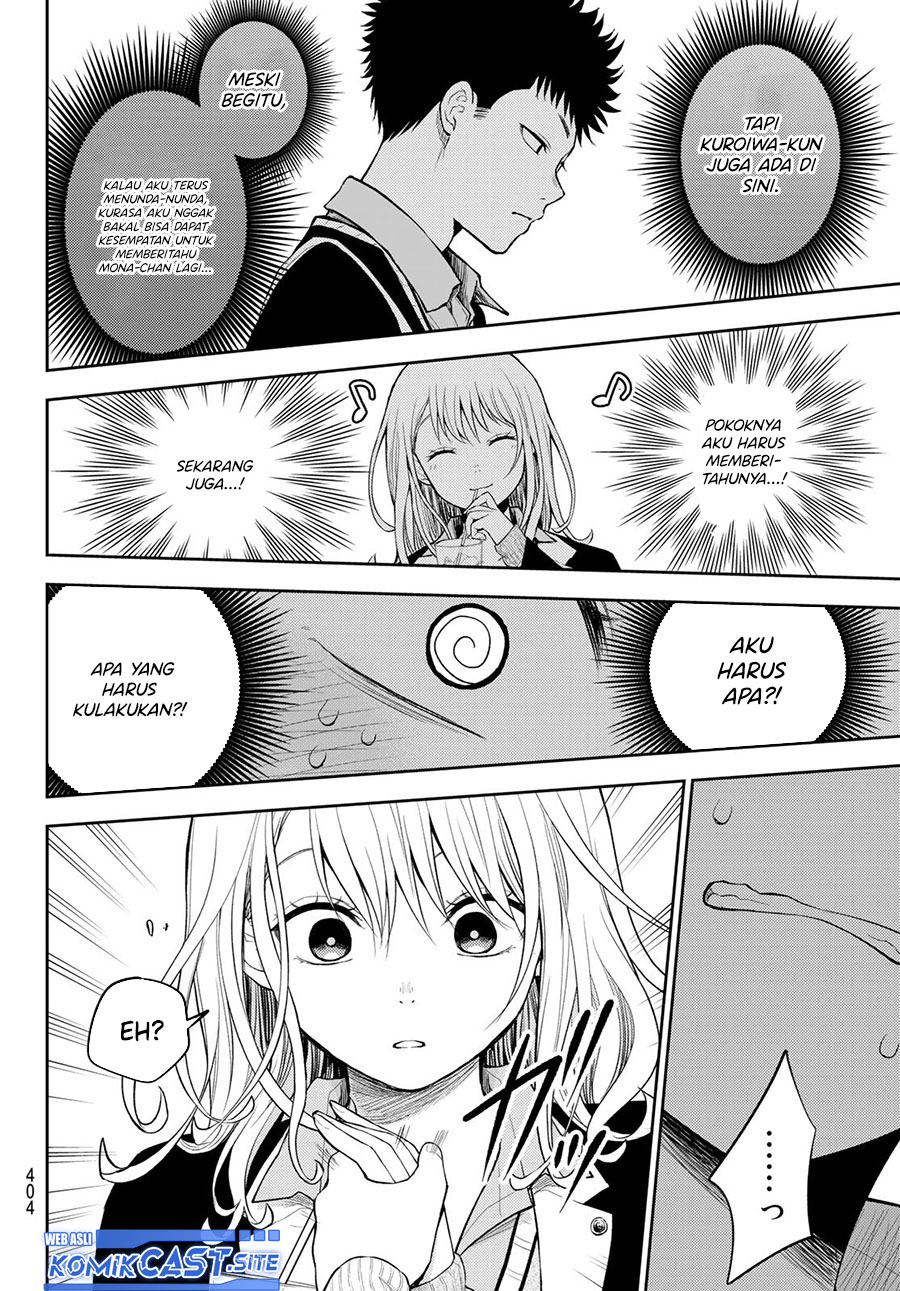 TAPI
KUROIWA-KUN
JUGA ADA DI
SINI.
MESKI
BEGITU,
KALAU AKU TERUS
MENUNDA-NUNDA,
KURASA AKU NGGAK
BAKAL BISA DAPAT
KESEMPATAN UNTUK
MEMBERITAHU
MONA-CHAN LAGI...
POKOKNYA
AKU HARUS
MEMBERI-
TAHUNYA...!
SEKARANG
JUGA...!
AKU
HARUS
APA?!
APA YANG
HARUS
KULAKUKAN?!
……っ
ガッ
EH?
404
WEB ASLI
KOMIKCAST.SITE